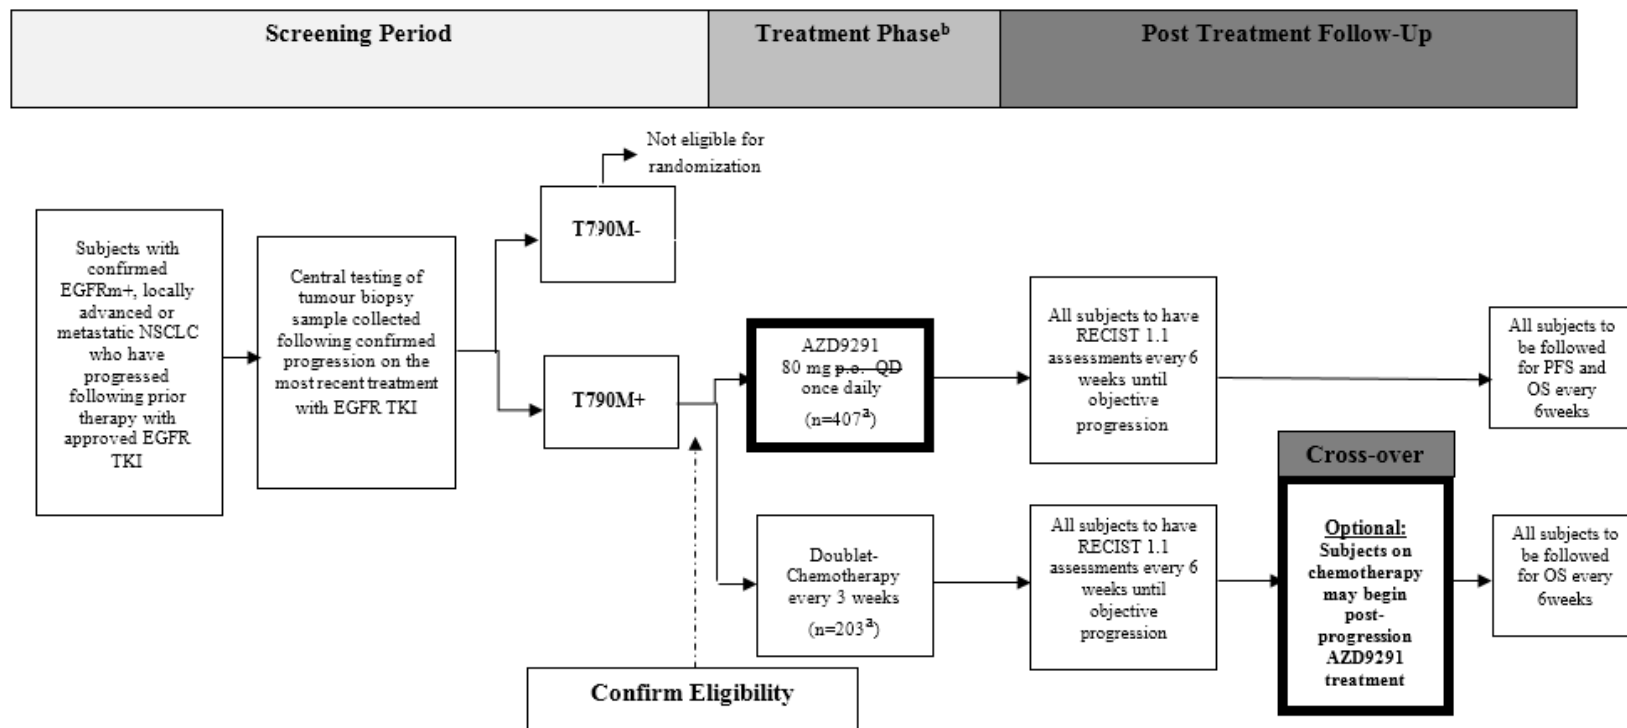 Screening Period
Treatment Phaseᵇ
Post Treatment Follow-Up
Not eligible for
randomization
T790M-
Subjects with
confirmed
EGFRm+, locally
advanced or
metastatic NSCLC
who have
progressed
following prior
therapy with
approved EGFR
TKI
Central testing of
tumour biopsy
sample collected
following confirmed
progression on the
most recent treatment
with EGFR TKI
T790M+
AZD9291
80 mg p.o. QD
once daily
(n=407ᵃ)
All subjects to have
RECIST 1.1
assessments every 6
weeks until
objective
progression
All subjects to
be followed
for PFS and
OS every
6weeks
Doublet-
Chemotherapy
every 3 weeks
(n=203ᵃ)
All subjects to have
RECIST 1.1
assessments every 6
weeks until
objective
progression
Cross-over
Optional:
Subjects on
chemotherapy
may begin
post-
progression
AZD9291
treatment
All subjects to
be followed
for OS every
6weeks
Confirm Eligibility